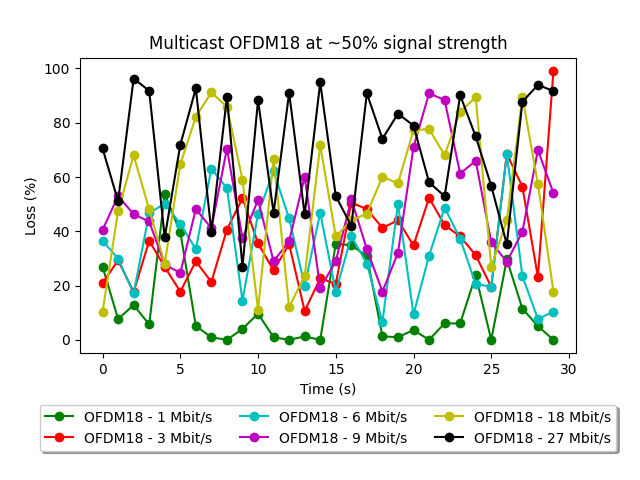 Multicast OFDM18 at ~50% signal strength
100
80
60
40
20
0
Loss (%)
0 5 10 15 20 25 30
Time (s)
OFDM18 - 1 Mbit/s OFDM18 - 6 Mbit/s OFDM18 - 18 Mbit/s
OFDM18 - 3 Mbit/s OFDM18 - 9 Mbit/s OFDM18 - 27 Mbit/s